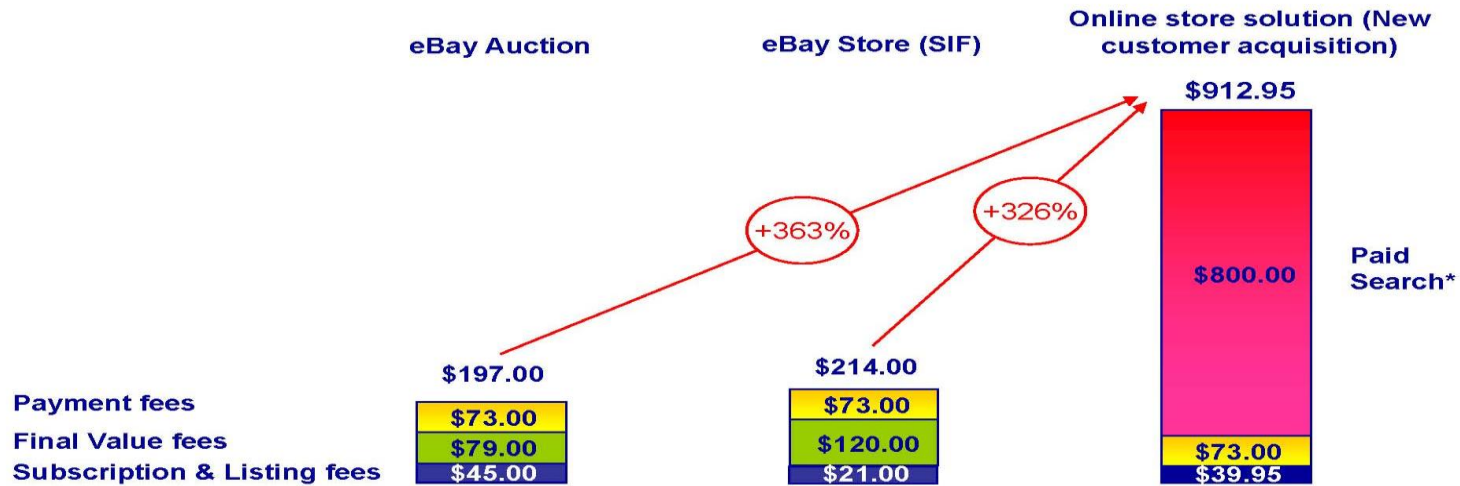 eBay Auction
eBay Store (SIF)
Online store solution (New
customer acquisition)
$912.95
+363%
+326%
$800.00
Paid
Search*
$197.00
$214.00
Payment fees
$73.00
$73.00
Final Value fees
$79.00
$120.00
$73.00
Subscription & Listing fees
$45.00
$21.00
$39.95